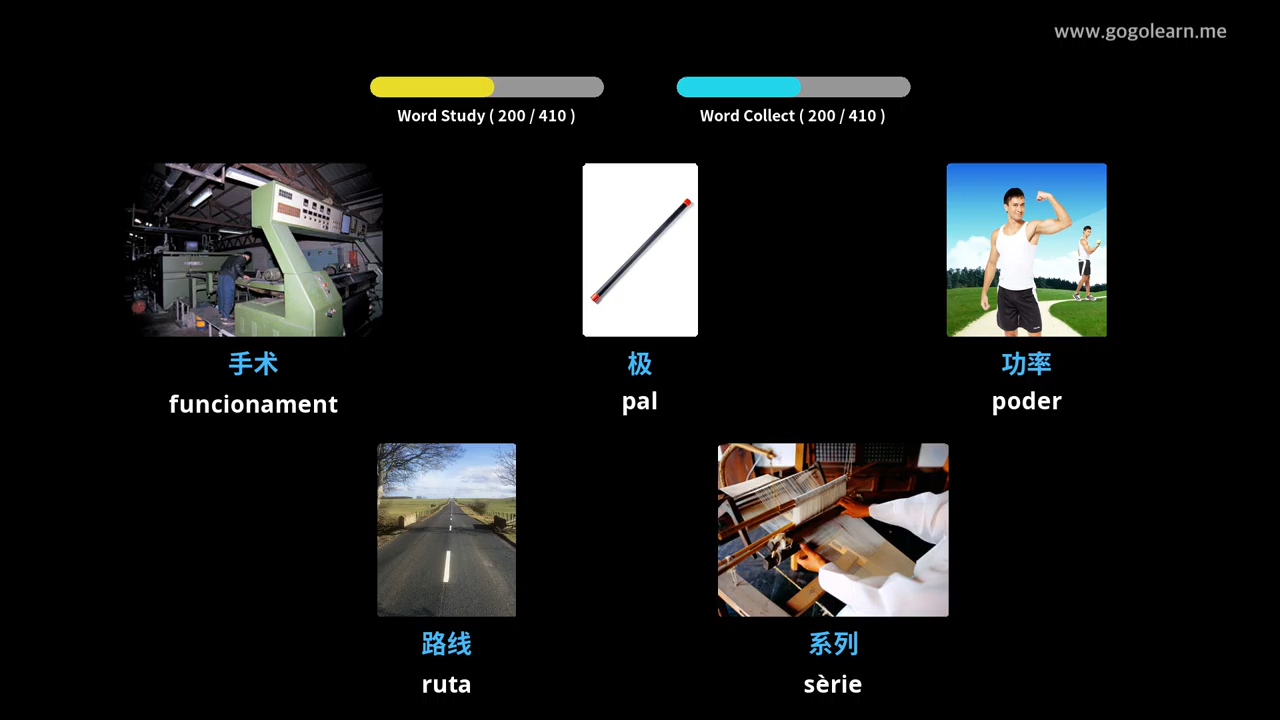 www.gogolearn.me
Word Study ( 200 / 410 )
Word Collect ( 200 / 410 )
手术
funcionament
极
pal
功率
poder
路线
ruta
系列
sèrie